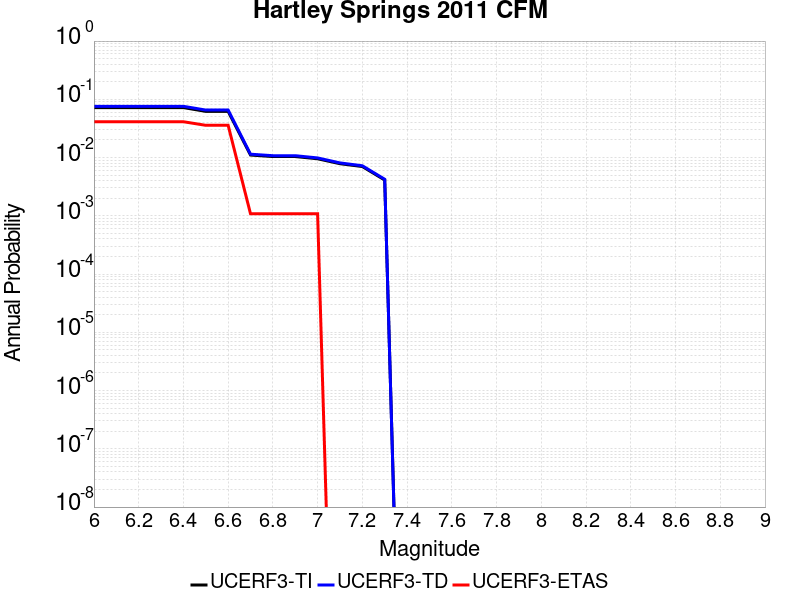 Hartley Springs 2011 CFM
Annual Probability
10^0
10^-1
10^-2
10^-3
10^-4
10^-5
10^-6
10^-7
10^-8
6 6.2 6.4 6.6 6.8 7 7.2 7.4 7.6 7.8 8 8.2 8.4 8.6 8.8 9
Magnitude
UCERF3-TI UCERF3-TD UCERF3-ETAS